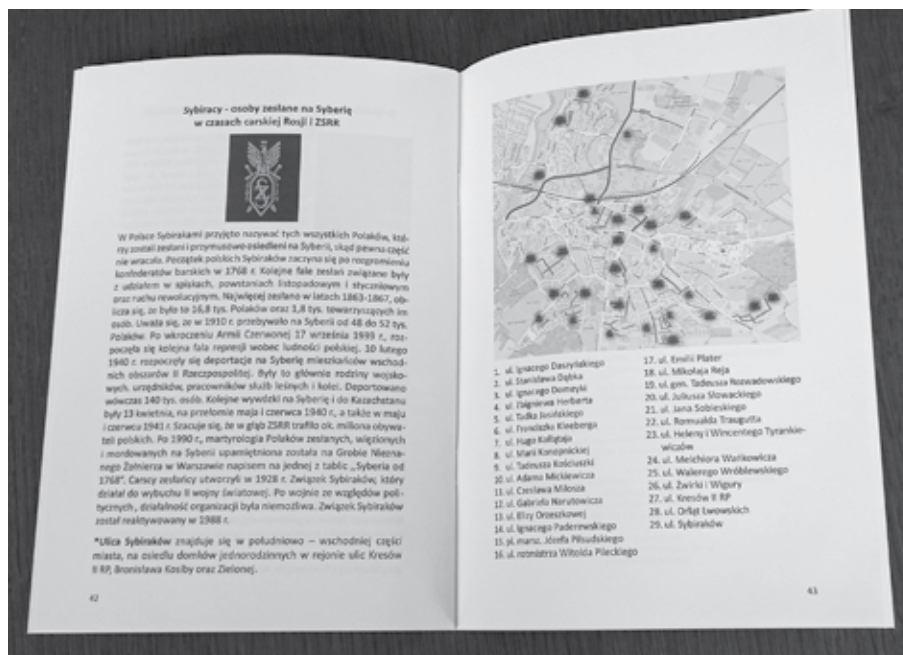 Sybiracy - osoby zesłane na Syberię
w czasach carskiej Rosji i ZSRR
W Polsce Sybirakami przyjęto nazywać tych wszystkich Polaków, któ-
rzy zostali zesłani i przymusowo osiedleni na Syberii, skąd pewna część
nie wracała. Początek polskich Sybiraków zaczyna się po rozgromieniu
konfederatów barskich w 1768 r. Kolejne fale zesłań związane były
z udziałem w spiskach, powstaniach listopadowym i styczniowym
oraz ruchu rewolucyjnym. Najwięcej zesłano w latach 1863-1867, ob-
licza się, że było to 16,8 tys. Polaków oraz 1,8 tys. towarzyszących im
osób. Uważa się, że w 1910 r. przebywało na Syberii od 48 do 52 tys.
Polaków. Po wkroczeniu Armii Czerwonej 17 września 1939 r., roz-
poczęła się kolejna fala represji wobec ludności polskiej. 10 lutego
1940 r. rozpoczęły się deportacje na Syberię mieszkańców wschod-
nich obszarów II Rzeczpospolitej. Były to głównie rodziny wojsko-
wych, urzędników, pracowników służb leśnych i kolei. Deportowano
wówczas 140 tys. osób. Kolejne wywózki na Syberię i do Kazachstanu
były 13 kwietnia, na przełomie maja i czerwca 1940 r., a także w maju
i czerwcu 1941 r. Szacuje się, że w głąb ZSRR trafiło ok. miliona obywa-
teli polskich. Po 1990 r., martyrologia Polaków zesłanych, więzionych
i mordowanych na Syberii upamiętniona została na Grobie Niezna-
nego Żołnierza w Warszawie napisem na jednej z tablic „Syberia od
1768”. Carscy zesłańcy utworzyli w 1928 r. Związek Sybiraków, który
działał do wybuchu II wojny światowej. Po wojnie ze względów poli-
tycznych, działalność organizacji była niemożliwa. Związek Sybiraków
został reaktywowany w 1988 r.
*Ulica Sybiraków znajduje się w południowo – wschodniej części
miasta, na osiedlu domków jednorodzinnych w rejonie ulic Kresów
II RP, Bronisława Kosiby oraz Zielonej.
42
1. ul. Ignacego Daszyńskiego
2. ul. Stanisława Dąbka
3. ul. Ignacego Domeyki
4. ul. Zbigniewa Herberta
5. ul. Tadka Jasińskiego
6. ul. Franciszka Kleeberga
7. ul. Hugo Kołłątaja
8. ul. Marii Konopnickiej
9. ul. Tadeusza Kościuszki
10. ul. Adama Mickiewicza
11. ul. Czesława Miłosza
12. ul. Gabriela Narutowicza
13. ul. Elizy Orzeszkowej
14. ul. Ignacego Paderewskiego
15. pl. marsz. Józefa Piłsudskiego
16. ul. rotmistrza Witolda Pileckiego
17. ul. Emilii Plater
18. ul. Mikołaja Reja
19. ul. gen. Tadeusza Rozwadowskiego
20. ul. Juliusza Słowackiego
21. ul. Jana Sobieskiego
22. ul. Romualda Traugutta
23. ul. Heleny i Wincentego Tyrankie-
wiczów
24. ul. Melchiora Wańkowicza
25. ul. Walerego Wróblewskiego
26. ul. Żwirki i Wigury
27. ul. Kresów II RP
28. ul. Orląt Lwowskich
29. ul. Sybiraków
43